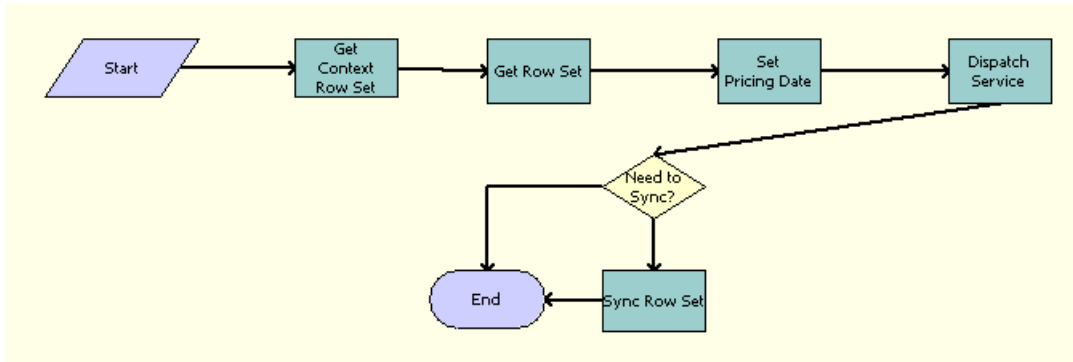 Start
Get
Context
Row Set
Get Row Set
Set
Pricing Date
Dispatch
Service
Need to
Sync?
End
Sync Row Set